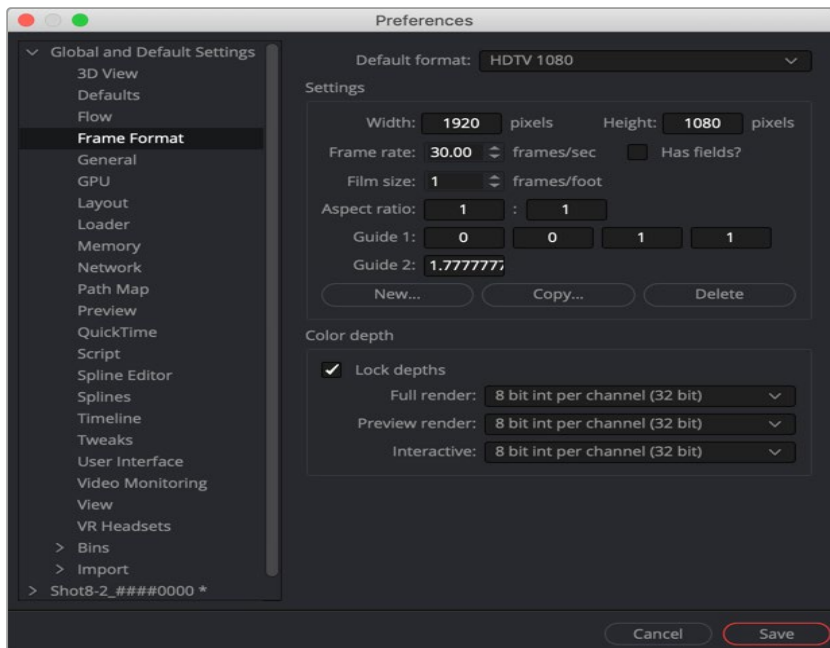 Preferences
Global and Default Settings
3D View
Defaults
Flow
Frame Format
General
GPU
Layout
Loader
Memory
Network
Path Map
Preview
QuickTime
Script
Spline Editor
Splines
Timeline
Tweaks
User Interface
Video Monitoring
View
VR Headsets
Bins
Import
Shot8-2_####0000 *
Default format: HDTV 1080
Settings
Width: 1920 pixels Height: 1080 pixels
Frame rate: 30.00 frames/sec Has fields?
Film size: 1 frames/foot
Aspect ratio: 1 : 1
Guide 1: 0 0 1 1
Guide 2: 1.7777777
New... Copy... Delete
Color depth
Lock depths
Full render: 8 bit int per channel (32 bit)
Preview render: 8 bit int per channel (32 bit)
Interactive: 8 bit int per channel (32 bit)
Cancel Save